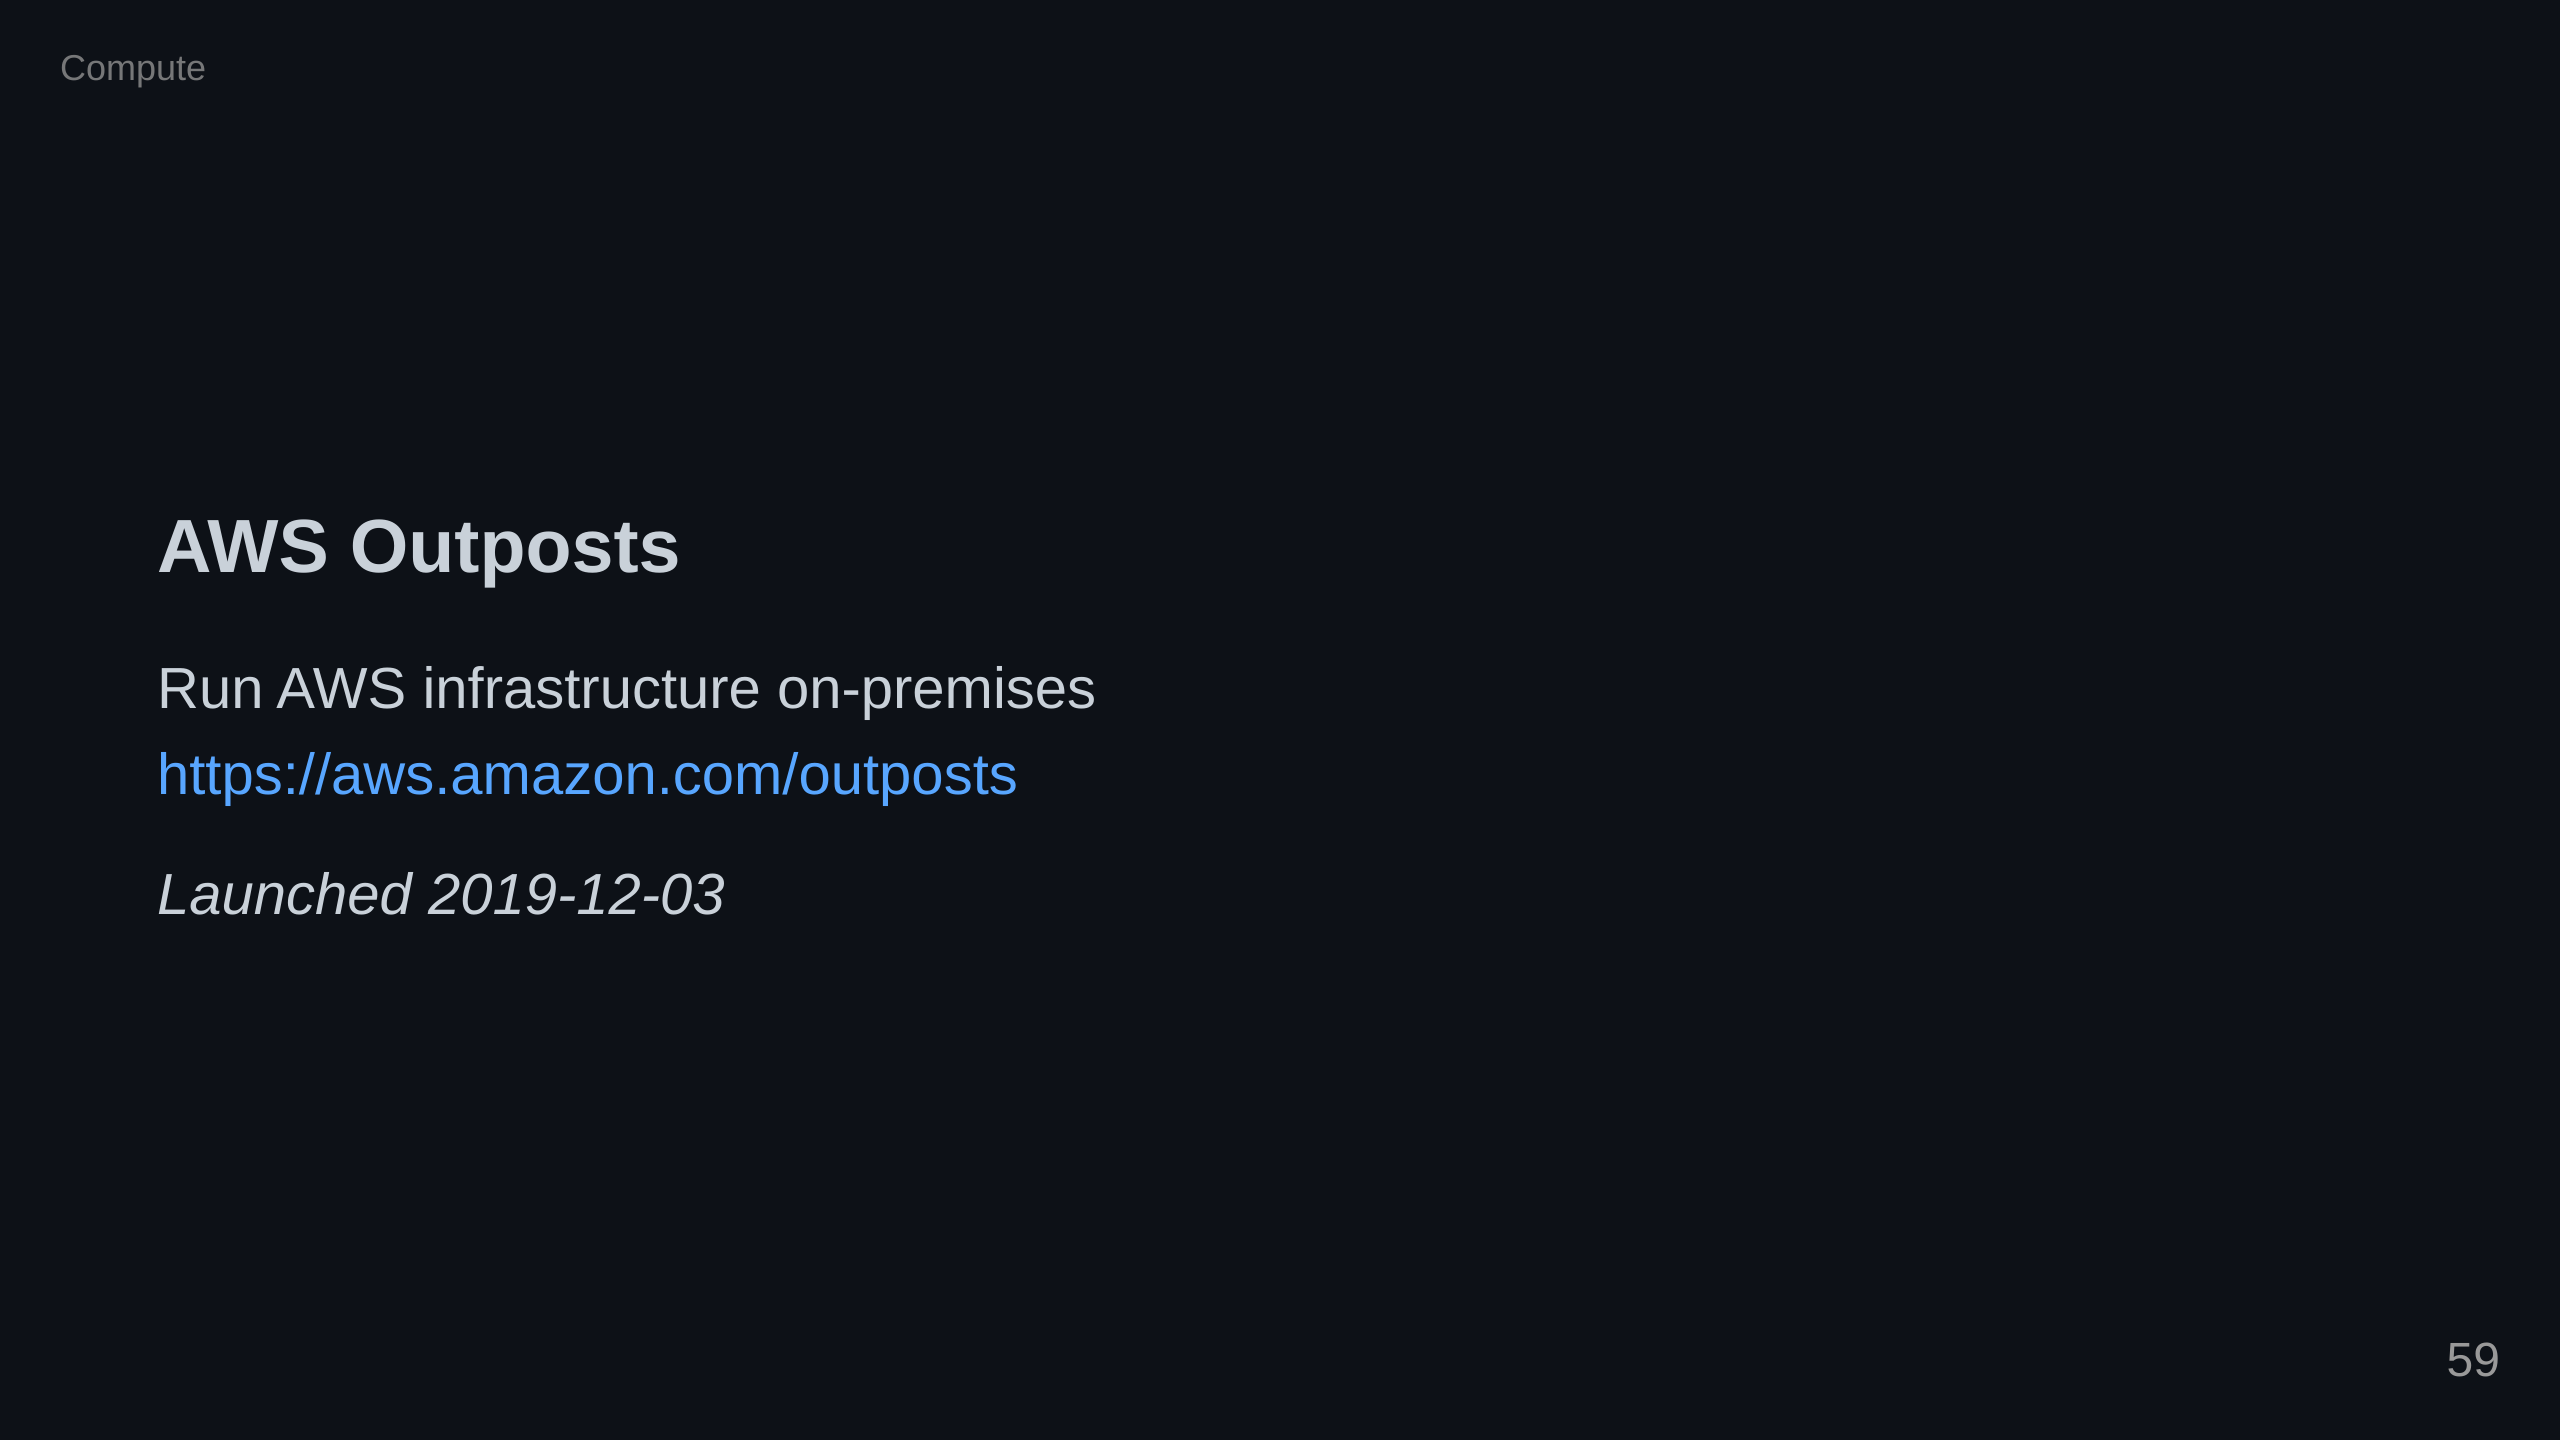 Compute
AWS Outposts
Run AWS infrastructure on-premises
https://aws.amazon.com/outposts
Launched 2019-12-03
59